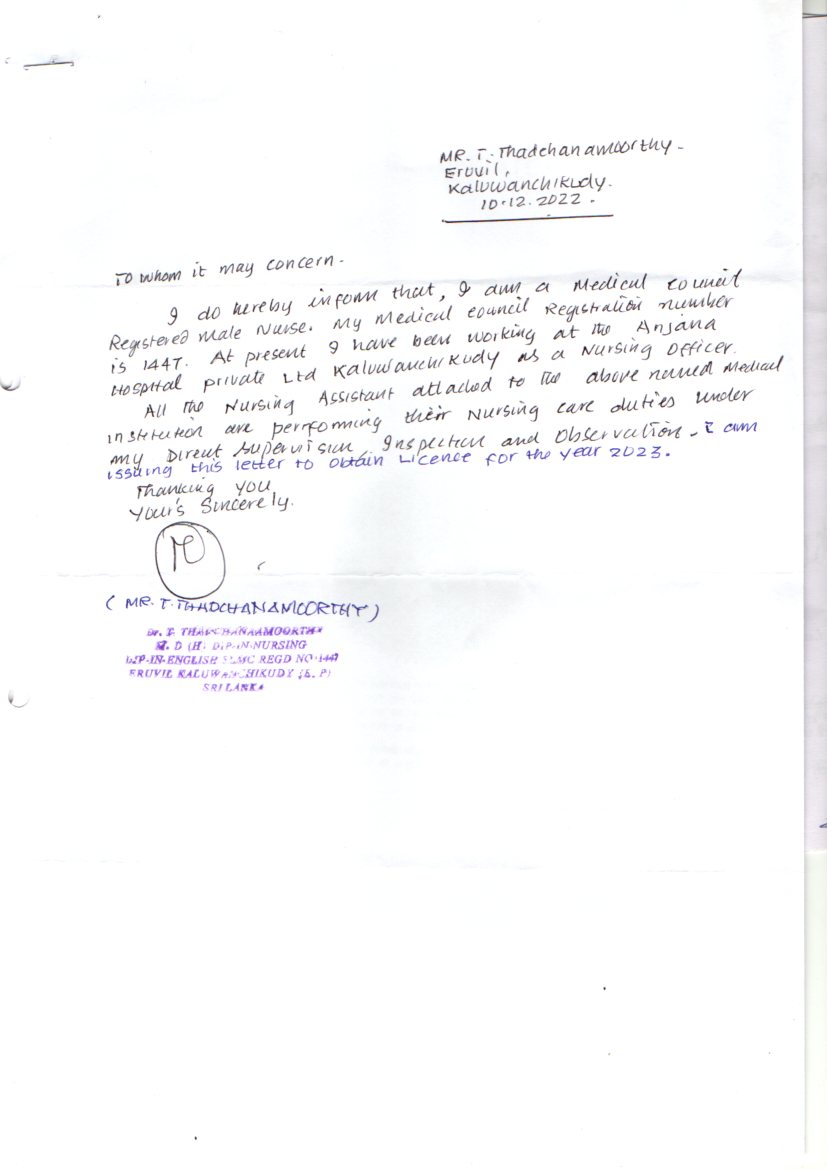 MR. T. Thadchanamoorthy.
Eruvil,
Kaluwanchikudy.
10.12.2022.
To whom it may concern.
I do hereby inform that, I am a Medical council
Registered Male Nurse. My Medical council Registration number
is 1447. At present I have been working at the Anjana
Hospital private Ltd Kaluwanchikudy as a Nursing Officer.
All the Nursing Assistant attached to the above named Medical
institution are performing their Nursing care duties under
my Direct supervision, Inspection and Observation. I am
issuing this letter to obtain Licence for the year 2023.
Thanking you
Your's Sincerely.
(MR. T. THADCHANAMOORTHY)
Dr. T. THADCHANAAMOORTHY
M. D (H) DIP-IN-NURSING
DIP-IN-ENGLISH SLMC REGD NO-1447
ERUVIL KALUWANCHIKUDY (E. P)
SRI LANKA